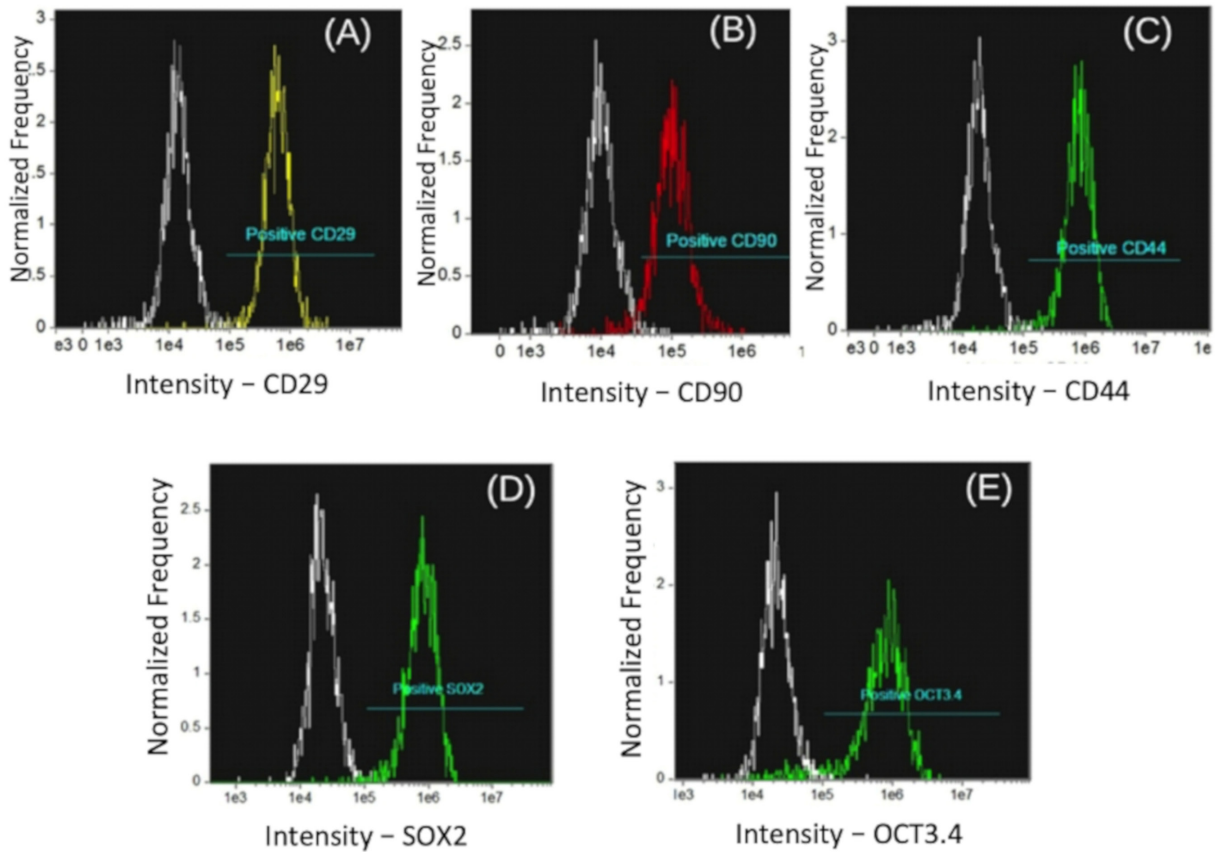 (A)
Normalized Frequency
3
.5
2
.5
1
.5
0
Positive CD29
e3 0 1e3 1e4 1e5 1e6 1e7
Intensity – CD29
(B)
Normalized Frequency
2.5
2
1.5
1
0.5
0
Positive CD90
0 1e3 1e4 1e5 1e6 1
Intensity – CD90
(C)
Normalized Frequency
3
2
1
0
Positive CD44
e3 0 1e3 1e4 1e5 1e6 1e7 1e
Intensity – CD44
(D)
Normalized Frequency
2.5
2
1.5
1
0.5
0
Positive SOX2
1e3 1e4 1e5 1e6 1e7
Intensity – SOX2
(E)
Normalized Frequency
3
2
1
0
Positive OCT3.4
1e3 1e4 1e5 1e6 1e7
Intensity – OCT3.4